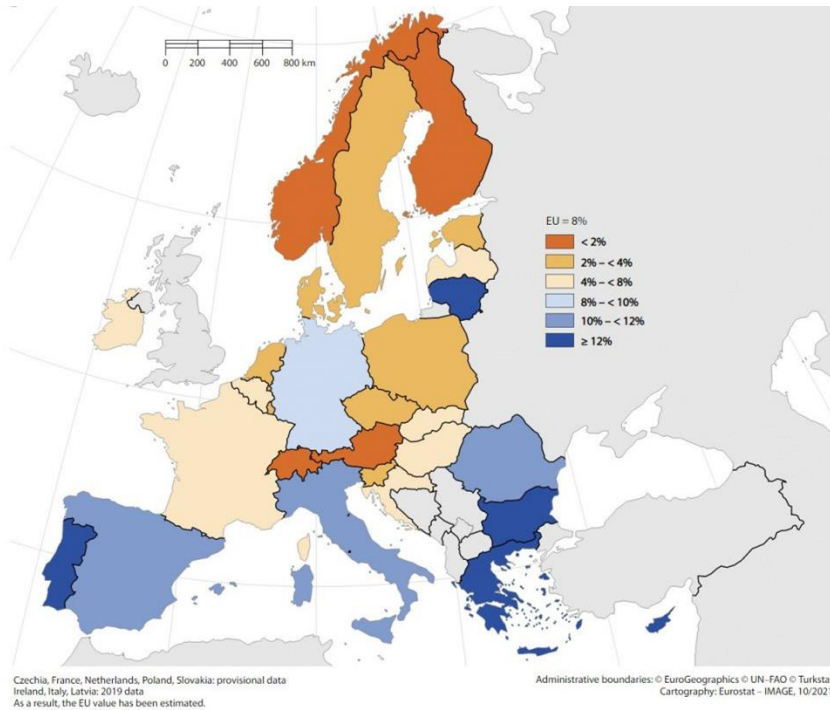 0 200 400 600 800 km
EU = 8%
< 2%
2% – < 4%
4% – < 8%
8% – < 10%
10% – < 12%
≥ 12%
Czechia, France, Netherlands, Poland, Slovakia: provisional data
Ireland, Italy, Latvia: 2019 data
As a result, the EU value has been estimated.
Administrative boundaries: © EuroGeographics © UN–FAO © Turkstat
Cartography: Eurostat – IMAGE, 10/2021